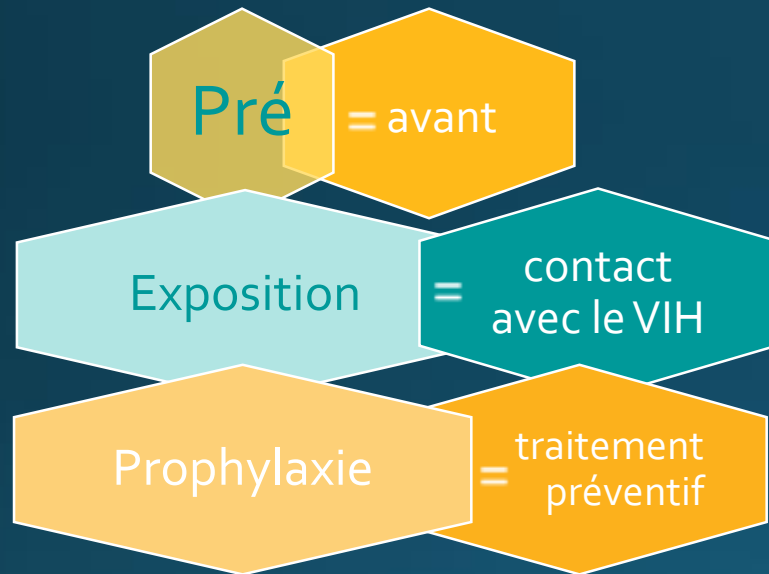 Pré = avant
Exposition = contact
avec le VIH
Prophylaxie = traitement
préventif